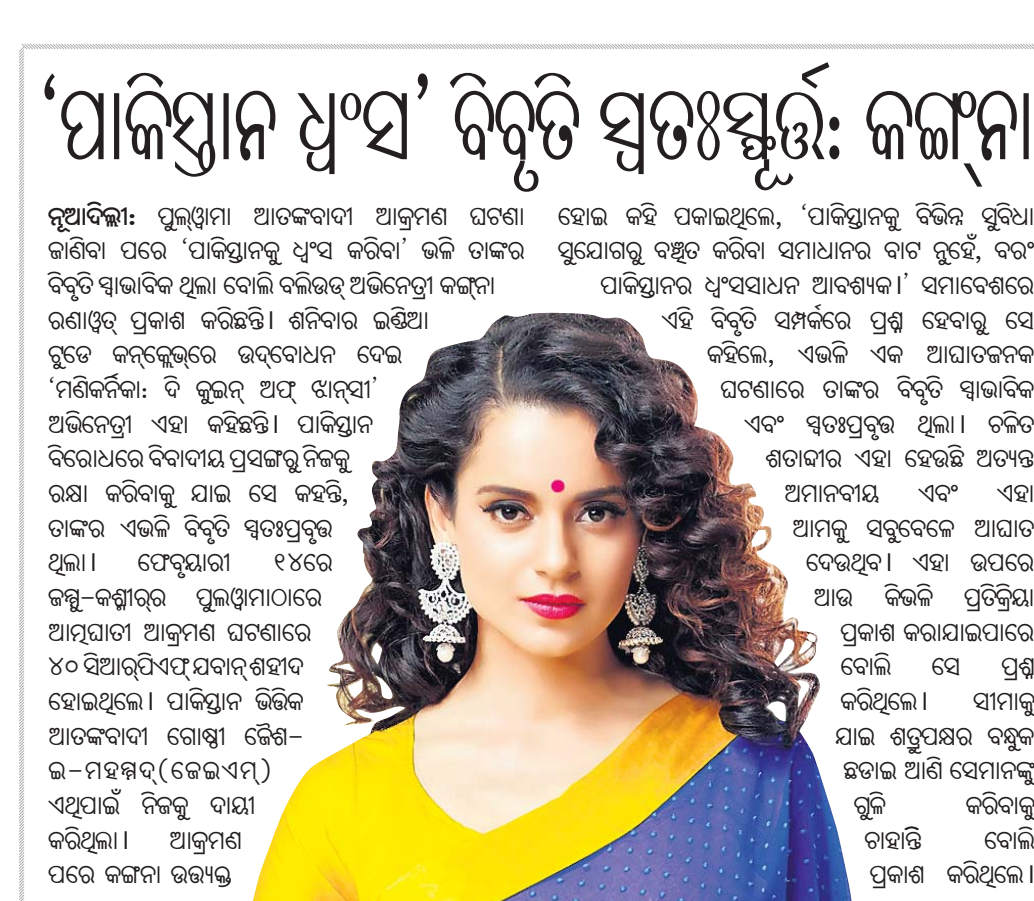 ‘ପାକିସ୍ତାନ ଧ୍ୱଂସ’ ବିବୃତି ସ୍ୱତଃସ୍ଫୂର୍ତ୍ତ: କଙ୍ଗ୍‌ନା
ନୂଆଦିଲ୍ଲୀ: ପୁଲ୍‌ୱାମା ଆତଙ୍କବାଦୀ ଆକ୍ରମଣ ଘଟଣା
ଜାଣିବା ପରେ ‘ପାକିସ୍ତାନକୁ ଧ୍ୱଂସ କରିବା’ ଭଳି ତାଙ୍କର
ବିବୃତି ସ୍ୱାଭାବିକ ଥିଲା ବୋଲି ବଲିଉଡ୍ ଅଭିନେତ୍ରୀ କଙ୍ଗ୍‌ନା
ରଣାୱତ୍ ପ୍ରକାଶ କରିଛନ୍ତି। ଶନିବାର ଇଣ୍ଡିଆ
ଟୁଡେ କନ୍‌କ୍ଲେଭ୍‌ରେ ଉଦ୍‌ବୋଧନ ଦେଇ
‘ମଣିକର୍ନିକା: ଦି କୁଇନ୍ ଅଫ୍ ଝାନ୍‌ସୀ’
ଅଭିନେତ୍ରୀ ଏହା କହିଛନ୍ତି। ପାକିସ୍ତାନ
ବିରୋଧରେ ବିବାଦୀୟ ପ୍ରସଙ୍ଗରୁ ନିଜକୁ
ରକ୍ଷା କରିବାକୁ ଯାଇ ସେ କହନ୍ତି,
ତାଙ୍କର ଏଭଳି ବିବୃତି ସ୍ୱତଃପ୍ରବୃତ୍ତ
ଥିଲା। ଫେବୃୟାରୀ ୧୪ରେ
ଜମ୍ମୁ-କଶ୍ମୀର୍‌ର ପୁଲୱାମାଠାରେ
ଆତ୍ମଘାତୀ ଆକ୍ରମଣ ଘଟଣାରେ
୪୦ ସିଆର୍‌ପିଏଫ୍ ଯବାନ୍ ଶହୀଦ
ହୋଇଥିଲେ। ପାକିସ୍ତାନ ଭିତ୍ତିକ
ଆତଙ୍କବାଦୀ ଗୋଷ୍ଠୀ ଜୈଶ-
ଇ-ମହମ୍ମଦ୍(ଜେଇଏମ୍)
ଏଥିପାଇଁ ନିଜକୁ ଦାୟୀ
କରିଥିଲା। ଆକ୍ରମଣ
ପରେ କଙ୍ଗନା ଉତ୍ତ୍ୟକ୍ତ
ହୋଇ କହି ପକାଇଥିଲେ, ‘ପାକିସ୍ତାନକୁ ବିଭିନ୍ନ ସୁବିଧା
ସୁଯୋଗରୁ ବଞ୍ଚିତ କରିବା ସମାଧାନର ବାଟ ନୁହେଁ, ବରଂ
ପାକିସ୍ତାନର ଧ୍ୱଂସସାଧନ ଆବଶ୍ୟକ।’ ସମାବେଶରେ
ଏହି ବିବୃତି ସମ୍ପର୍କରେ ପ୍ରଶ୍ନ ହେବାରୁ ସେ
କହିଲେ, ଏଭଳି ଏକ ଆଘାତଜନକ
ଘଟଣାରେ ତାଙ୍କର ବିବୃତି ସ୍ୱାଭାବିକ
ଏବଂ ସ୍ୱତଃପ୍ରବୃତ୍ତ ଥିଲା। ଚଳିତ
ଶତାବ୍ଦୀର ଏହା ହେଉଛି ଅତ୍ୟନ୍ତ
ଅମାନବୀୟ ଏବଂ ଏହା
ଆମକୁ ସବୁବେଳେ ଆଘାତ
ଦେଉଥିବ। ଏହା ଉପରେ
ଆଉ କିଭଳି ପ୍ରତିକ୍ରିୟା
ପ୍ରକାଶ କରାଯାଇପାରେ
ବୋଲି ସେ ପ୍ରଶ୍ନ
କରିଥିଲେ। ସୀମାକୁ
ଯାଇ ଶତ୍ରୁପକ୍ଷର ବନ୍ଧୁକ
ଛଡାଇ ଆଣି ସେମାନଙ୍କୁ
ଗୁଳି କରିବାକୁ
ଚାହାନ୍ତି ବୋଲି
ପ୍ରକାଶ କରିଥିଲେ।